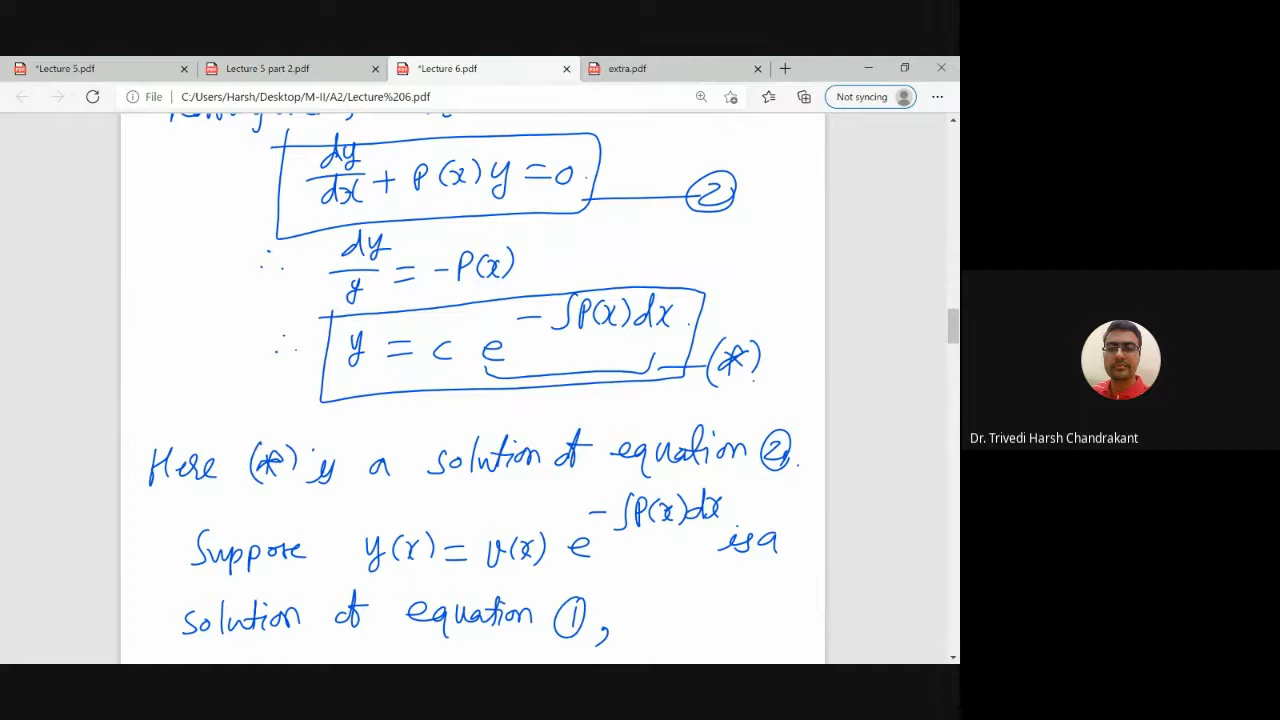 *Lecture 5.pdf
Lecture 5 part 2.pdf
*Lecture 6.pdf
extra.pdf
File
C:/Users/Harsh/Desktop/M-II/A2/Lecture%206.pdf
Not syncing
dy/dx + P(x) y = 0 — ②
∴ dy/y = -P(x)
∴ y = c e^{-∫P(x)dx} — (*)
Here (*) is a solution of equation ②.
Suppose y(x) = v(x) e^{-∫P(x)dx} is a
solution of equation ①,
Dr. Trivedi Harsh Chandrakant